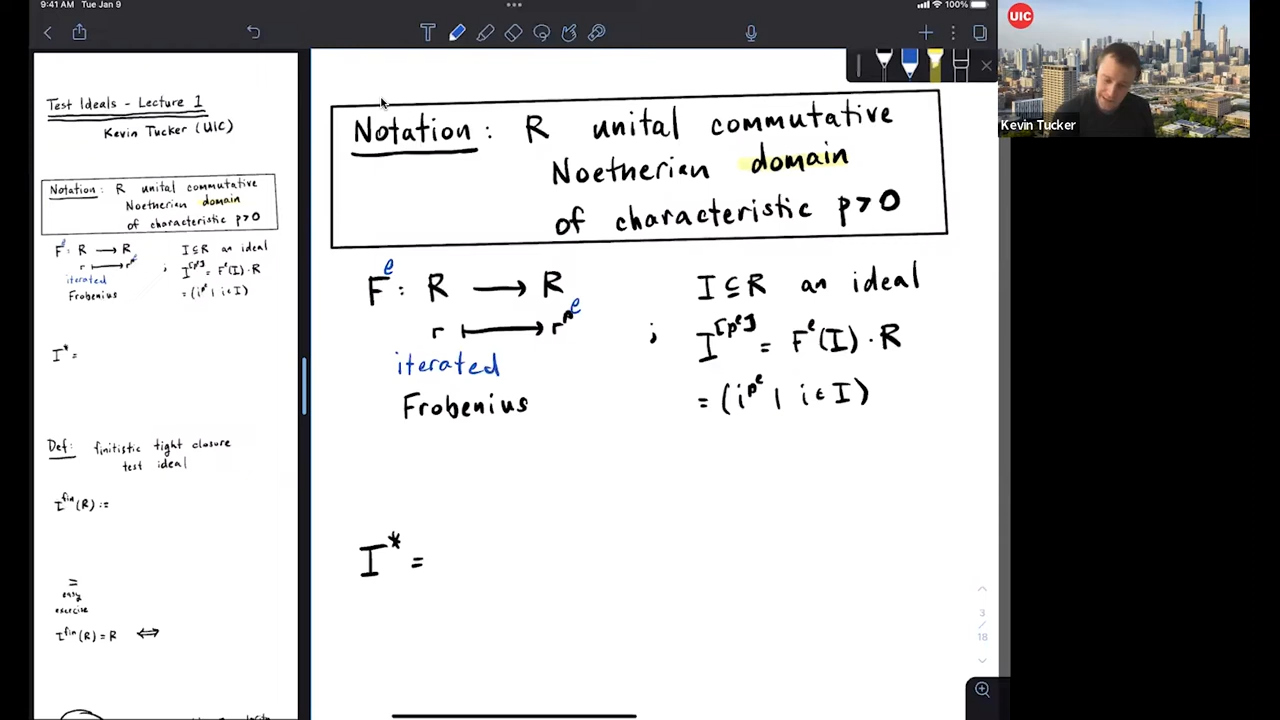 9:41 AM Tue Jan 9
100%
Test Ideals - Lecture 1
Kevin Tucker (UIC)
Notation: R unital commutative
Noetherian domain
of characteristic p>0
F^e: R → R
r ↦ r^{p^e}
iterated
Frobenius
; I ⊆ R an ideal
I^{[p^e]} = F^e(I)·R
= (i^{p^e} | i ∈ I)
I* =
Def: finitistic tight closure
test ideal
I^{fin}(R) :=
=
easy
exercise
I^{fin}(R) = R ⟺
Notation: R unital commutative
Noetherian domain
of characteristic p>0
F^e: R → R
r ↦ r^{p^e}
iterated
Frobenius
; I ⊆ R an ideal
I^{[p^e]} = F^e(I)·R
= (i^{p^e} | i ∈ I)
I* =
3
/
18
UIC
Kevin Tucker